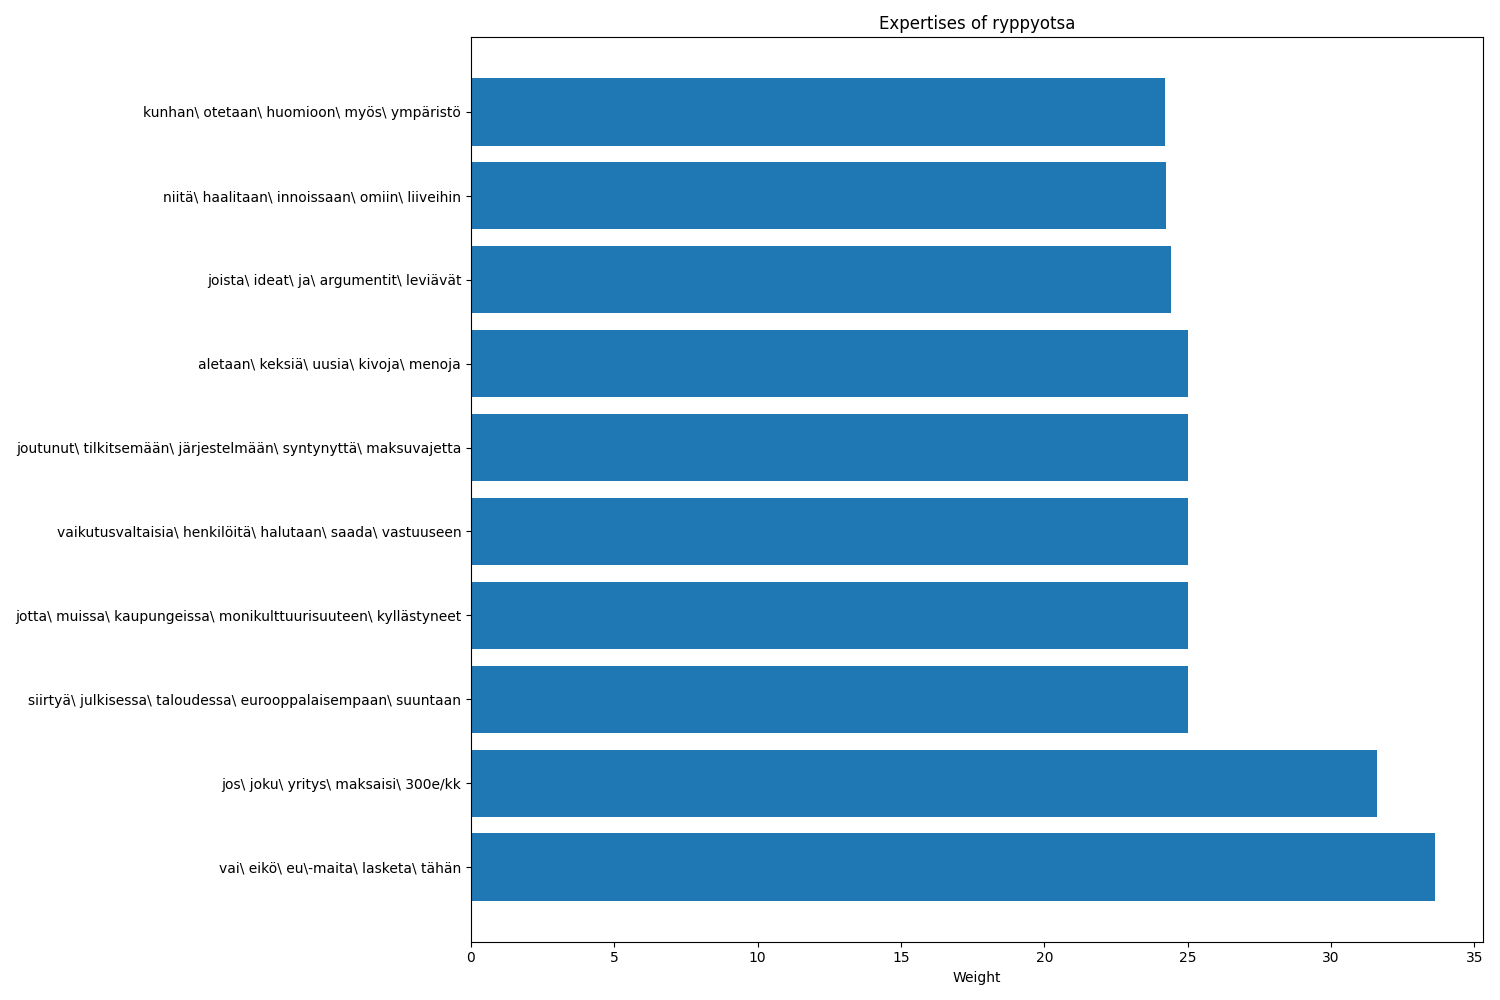 Expertises of ryppyotsa
kunhan\ otetaan\ huomioon\ myös\ ympäristö
niitä\ haalitaan\ innoissaan\ omiin\ liiveihin
joista\ ideat\ ja\ argumentit\ leviävät
aletaan\ keksiä\ uusia\ kivoja\ menoja
joutunut\ tilkitsemään\ järjestelmään\ syntynyttä\ maksuvajetta
vaikutusvaltaisia\ henkilöitä\ halutaan\ saada\ vastuuseen
jotta\ muissa\ kaupungeissa\ monikulttuurisuuteen\ kyllästyneet
siirtyä\ julkisessa\ taloudessa\ eurooppalaisempaan\ suuntaan
jos\ joku\ yritys\ maksaisi\ 300e/kk
vai\ eikö\ eu\-maita\ lasketa\ tähän
0 5 10 15 20 25 30 35
Weight